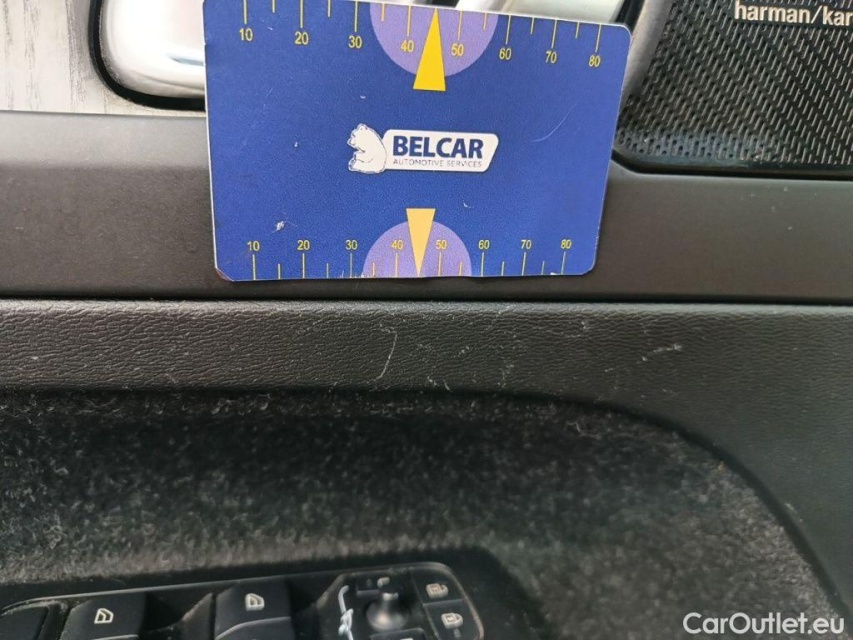 harman/kar
10 20 30 40 50 60 70 80
BELCAR
AUTOMOTIVE SERVICES
10 20 30 40 50 60 70 80
CarOutlet.eu